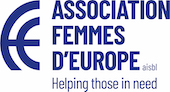 ASSOCIATION
FEMMES
D'EUROPE aisbl
Helping those in need